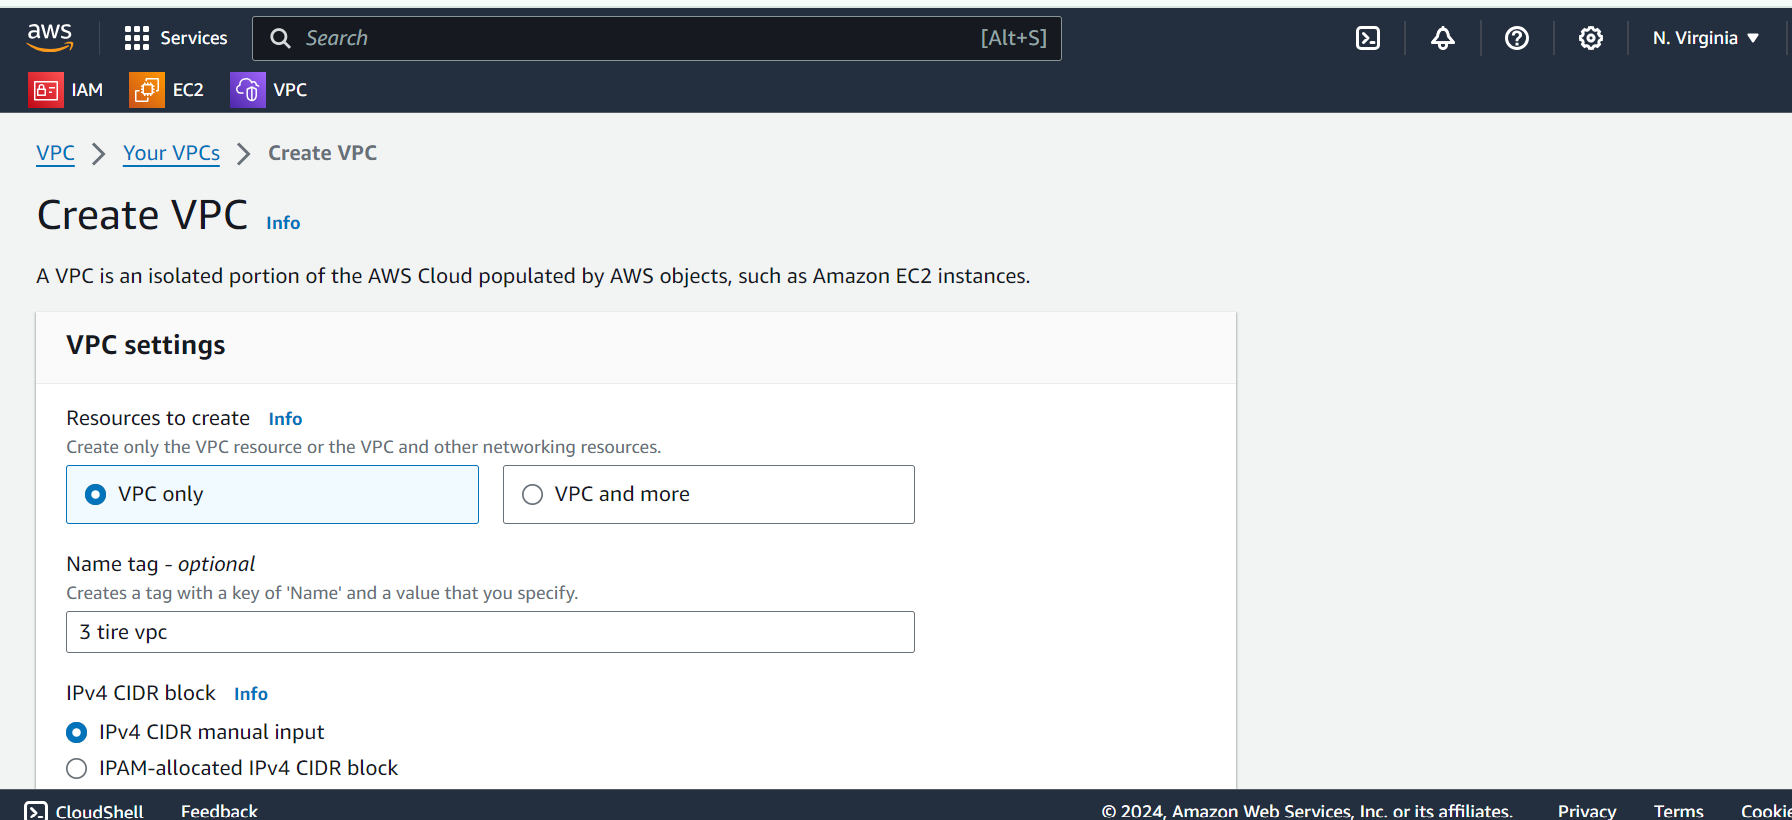 aws Services Search [Alt+S] N. Virginia
IAM EC2 VPC
VPC Your VPCs Create VPC
Create VPC Info
A VPC is an isolated portion of the AWS Cloud populated by AWS objects, such as Amazon EC2 instances.
VPC settings
Resources to create Info
Create only the VPC resource or the VPC and other networking resources.
VPC only VPC and more
Name tag - optional
Creates a tag with a key of 'Name' and a value that you specify.
3 tire vpc
IPv4 CIDR block Info
IPv4 CIDR manual input
IPAM-allocated IPv4 CIDR block
CloudShell Feedback © 2024, Amazon Web Services, Inc. or its affiliates. Privacy Terms Cookie